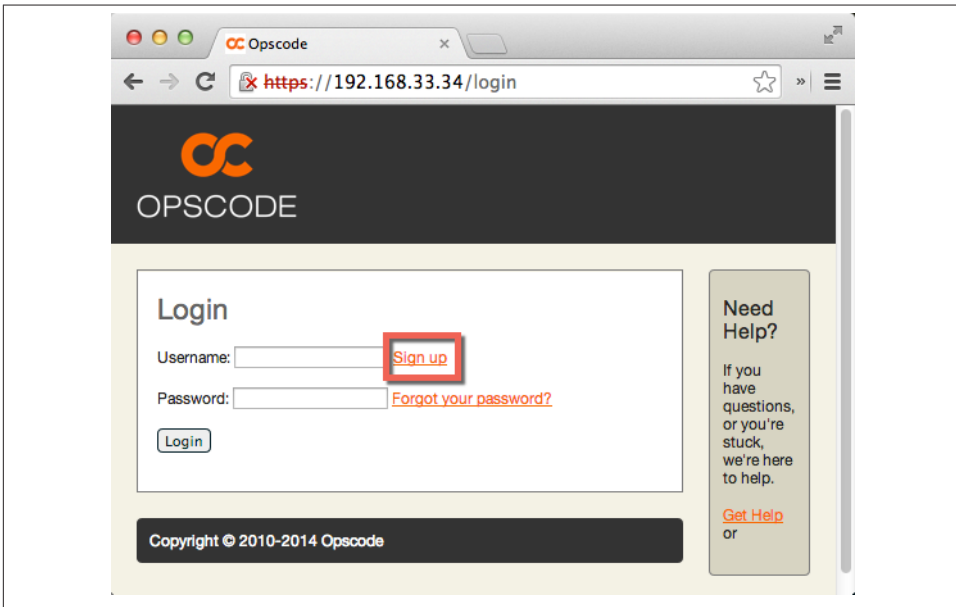 Opscode
https://192.168.33.34/login
OPSCODE
Login
Username:
Sign up
Password:
Forgot your password?
Login
Need
Help?
If you
have
questions,
or you're
stuck,
we're here
to help.
Get Help
or
Copyright © 2010-2014 Opscode